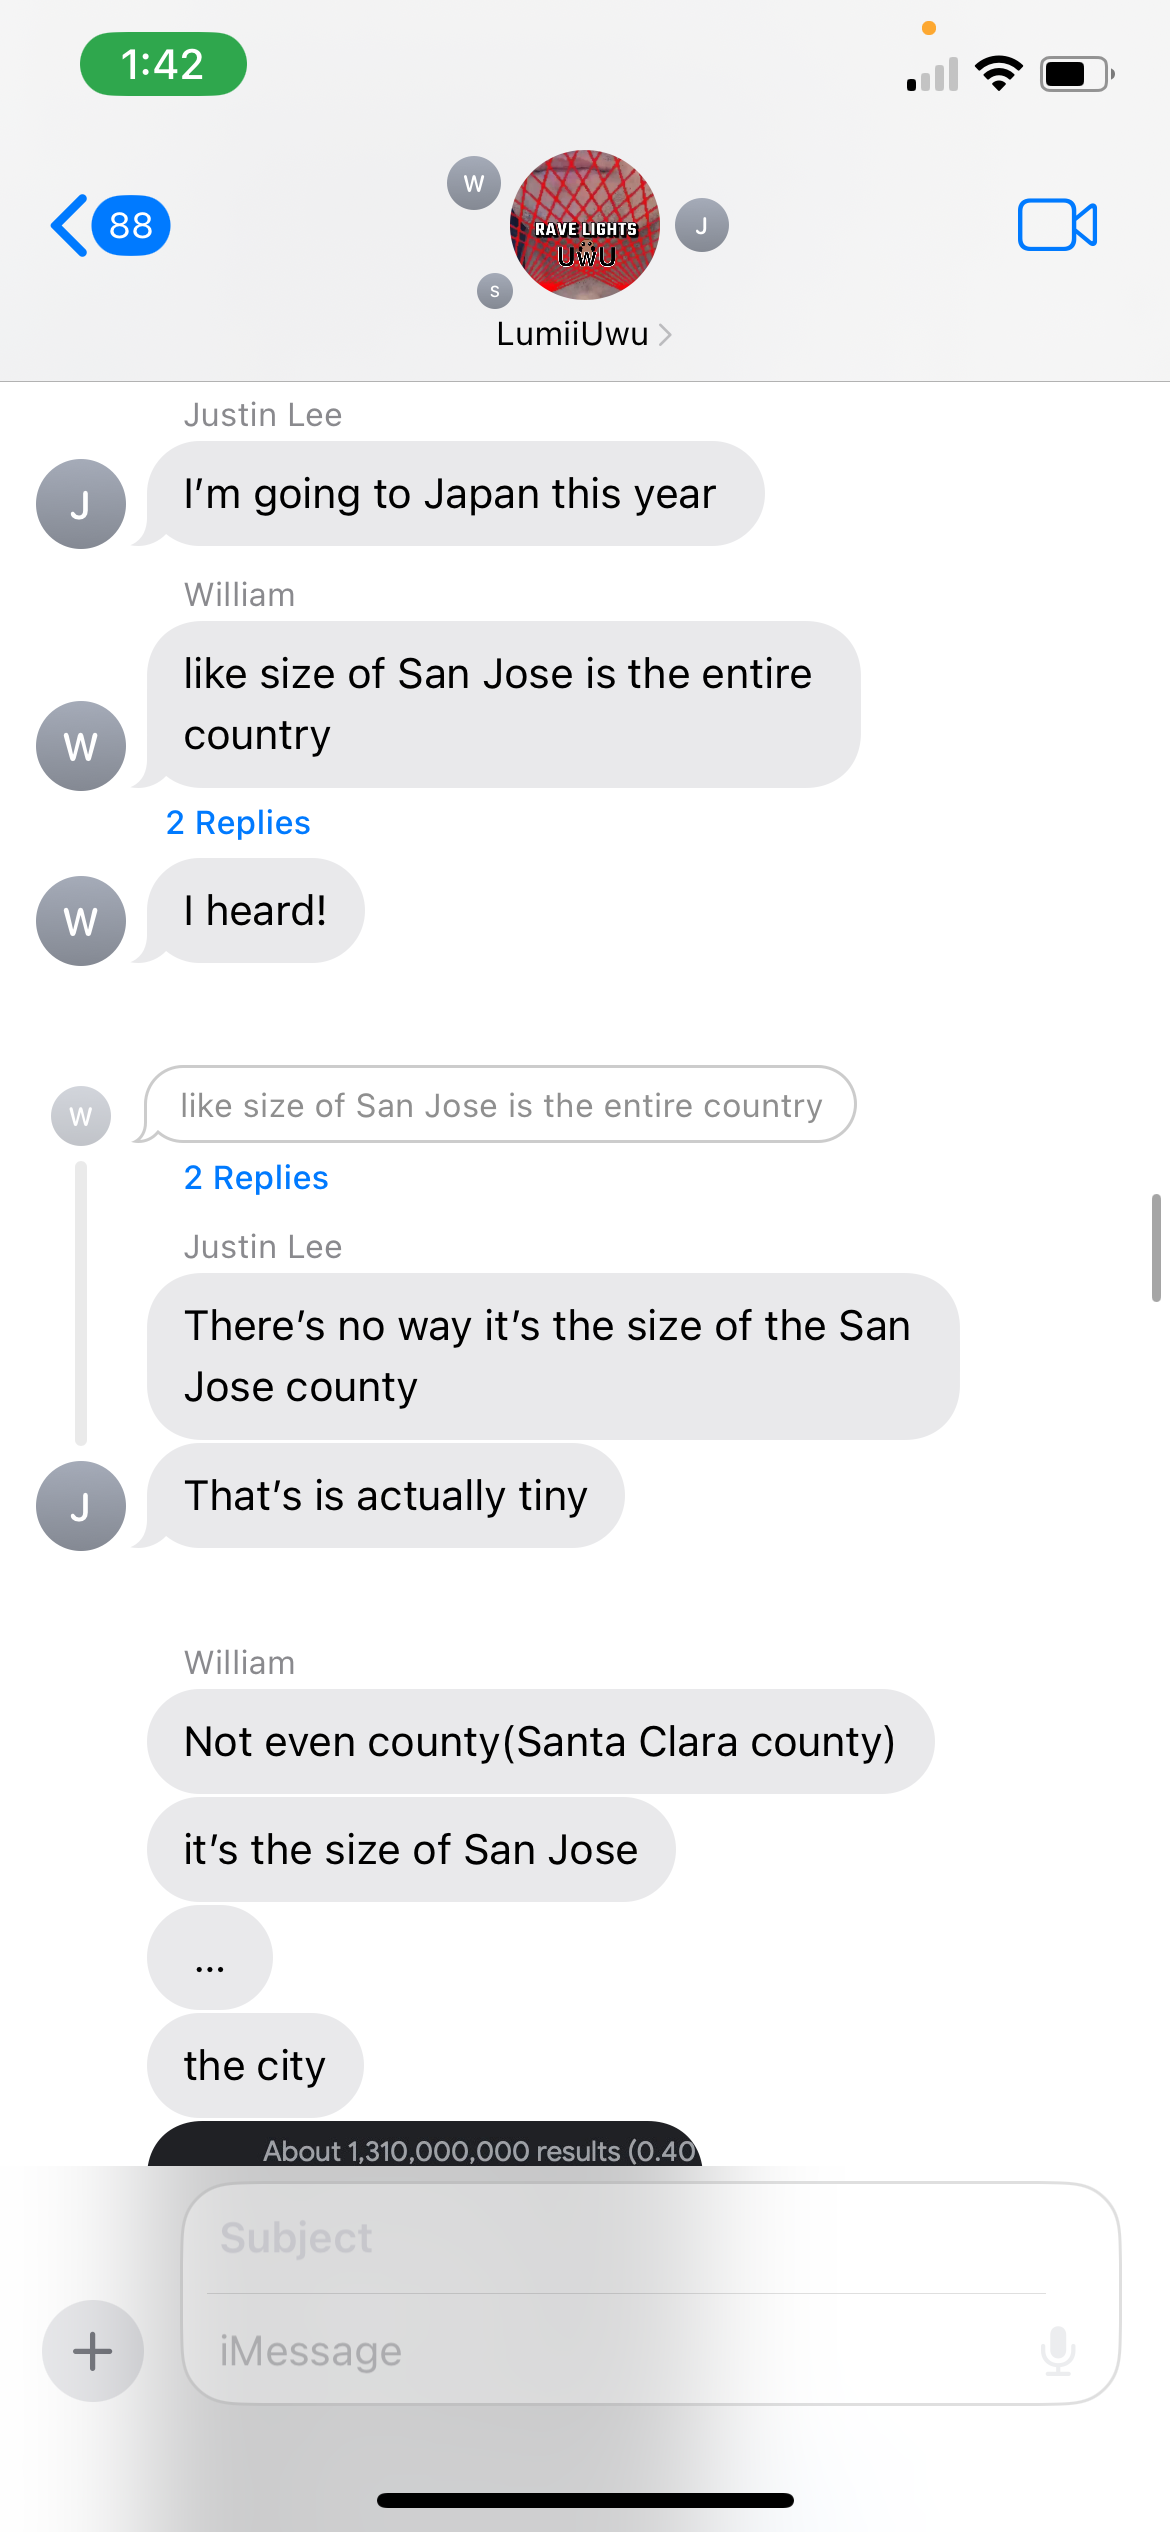 1:42
88
W
J
S
RAVE LIGHTS
UWU
LumiiUwu
Justin Lee
J
I’m going to Japan this year
William
like size of San Jose is the entire
country
W
2 Replies
W
I heard!
W
like size of San Jose is the entire country
2 Replies
Justin Lee
There’s no way it’s the size of the San
Jose county
J
That’s is actually tiny
William
Not even county(Santa Clara county)
it’s the size of San Jose
...
the city
About 1,310,000,000 results (0.40
Subject
iMessage